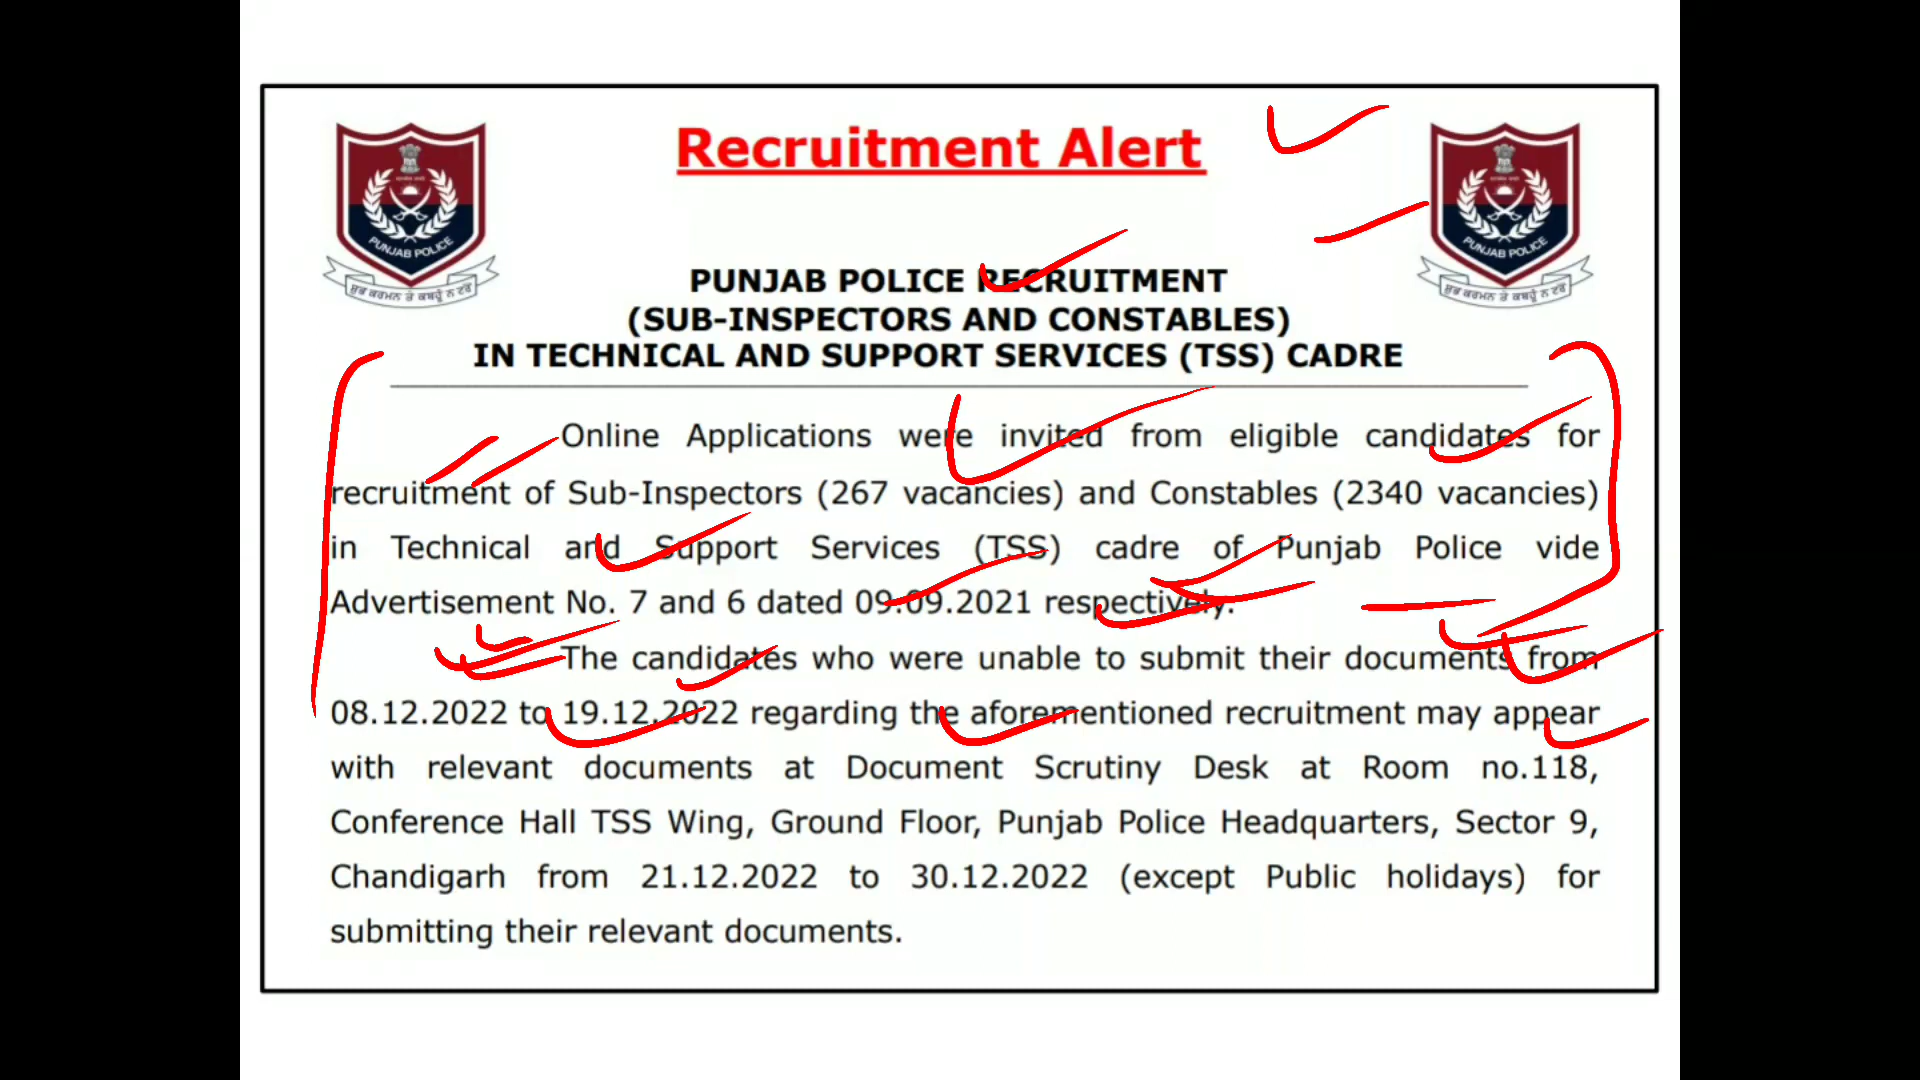 Recruitment Alert
PUNJAB POLICE
ਸ਼ੁਭ ਕਰਮਨ ਤੇ ਕਬਹੂੰ ਨ ਟਰੋਂ
PUNJAB POLICE
ਸ਼ੁਭ ਕਰਮਨ ਤੇ ਕਬਹੂੰ ਨ ਟਰੋਂ
PUNJAB POLICE RECRUITMENT
(SUB-INSPECTORS AND CONSTABLES)
IN TECHNICAL AND SUPPORT SERVICES (TSS) CADRE
Online Applications were invited from eligible candidates for
recruitment of Sub-Inspectors (267 vacancies) and Constables (2340 vacancies)
in Technical and Support Services (TSS) cadre of Punjab Police vide
Advertisement No. 7 and 6 dated 09.09.2021 respectively.
The candidates who were unable to submit their documents from
08.12.2022 to 19.12.2022 regarding the aforementioned recruitment may appear
with relevant documents at Document Scrutiny Desk at Room no.118,
Conference Hall TSS Wing, Ground Floor, Punjab Police Headquarters, Sector 9,
Chandigarh from 21.12.2022 to 30.12.2022 (except Public holidays) for
submitting their relevant documents.